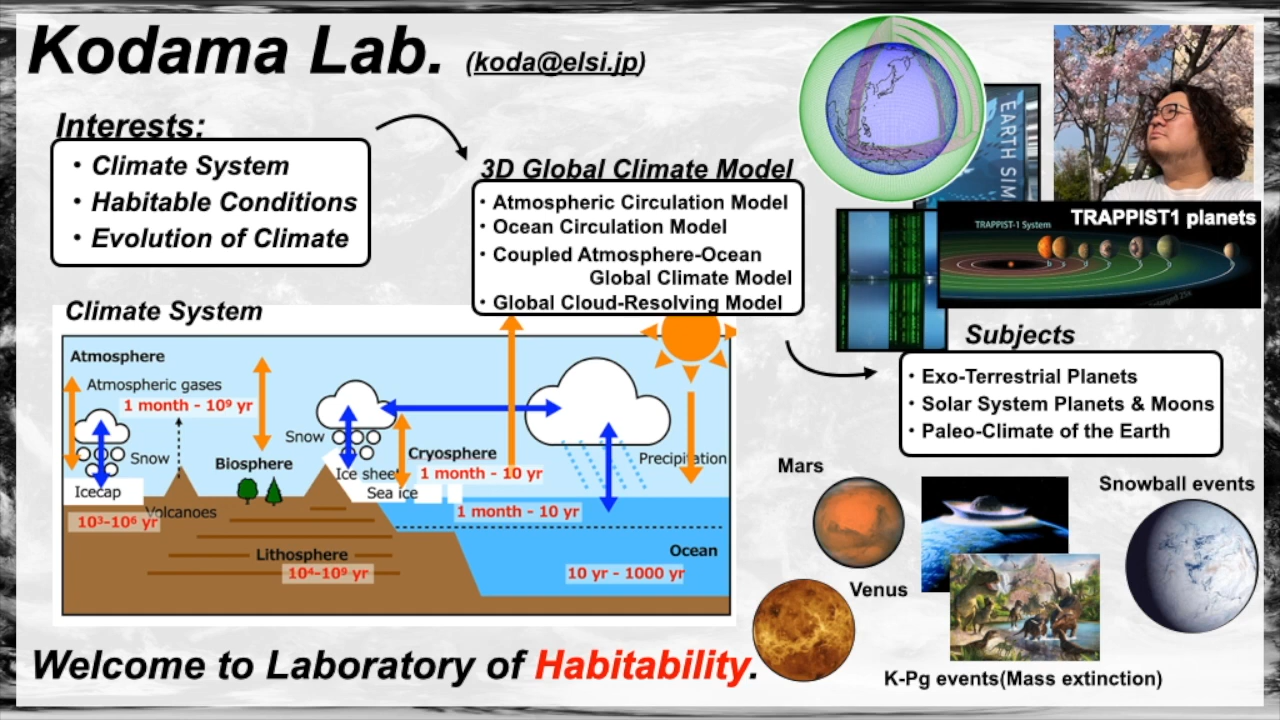 Kodama Lab. (koda@elsi.jp)
Interests:
・Climate System
・Habitable Conditions
・Evolution of Climate
3D Global Climate Model
・Atmospheric Circulation Model
・Ocean Circulation Model
・Coupled Atmosphere-Ocean
Global Climate Model
・Global Cloud-Resolving Model
EARTH SIM
TRAPPIST1 planets
TRAPPIST-1 System
Subjects
・Exo-Terrestrial Planets
・Solar System Planets & Moons
・Paleo-Climate of the Earth
Climate System
Atmosphere
Atmospheric gases
1 month - 10⁹ yr
Snow
Snow
Biosphere
Cryosphere
Precipitation
Ice sheet
1 month - 10 yr
Icecap
Sea ice
Volcanoes
10³-10⁶ yr
1 month - 10 yr
Lithosphere
10⁴-10⁹ yr
Ocean
10 yr - 1000 yr
Mars
Snowball events
Venus
K-Pg events(Mass extinction)
Welcome to Laboratory of Habitability.